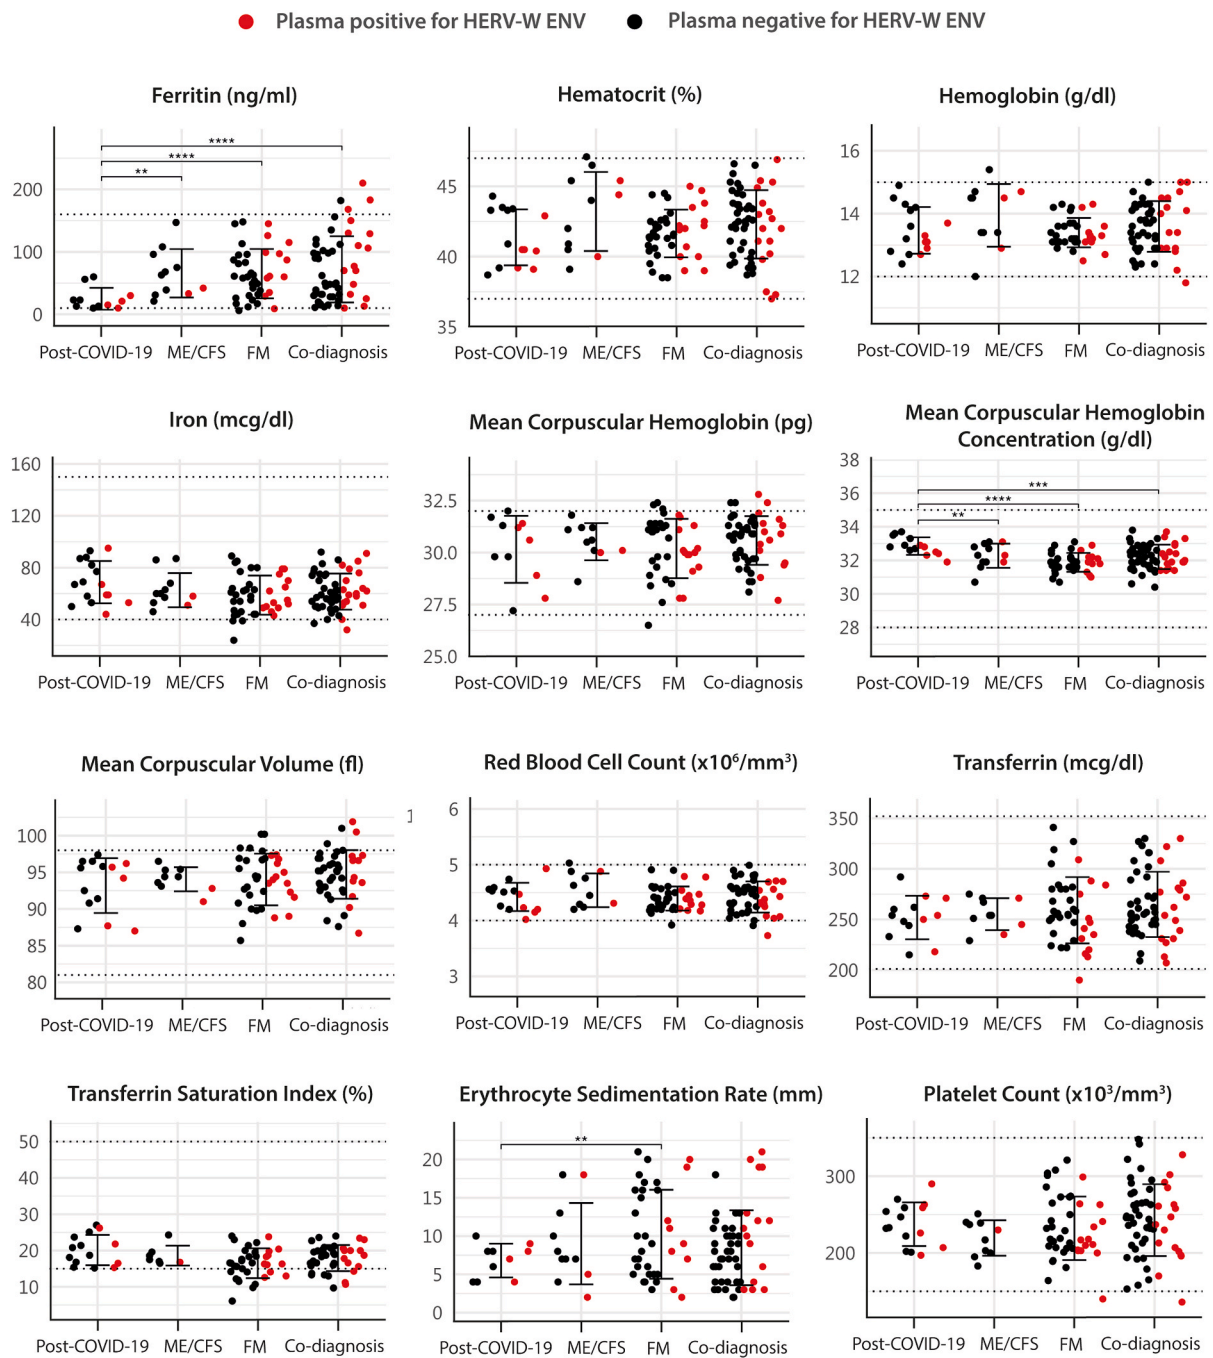 Plasma positive for HERV-W ENV Plasma negative for HERV-W ENV
Ferritin (ng/ml)
200
100
0
****
****
**
Post-COVID-19 ME/CFS FM Co-diagnosis
Hematocrit (%)
45
40
35
Post-COVID-19 ME/CFS FM Co-diagnosis
Hemoglobin (g/dl)
16
14
12
Post-COVID-19 ME/CFS FM Co-diagnosis
Iron (mcg/dl)
160
120
80
40
Post-COVID-19 ME/CFS FM Co-diagnosis
Mean Corpuscular Hemoglobin (pg)
32.5
30.0
27.5
25.0
Post-COVID-19 ME/CFS FM Co-diagnosis
Mean Corpuscular Hemoglobin
Concentration (g/dl)
38
36
34
32
30
28
***
****
**
Post-COVID-19 ME/CFS FM Co-diagnosis
Mean Corpuscular Volume (fl)
100
95
90
85
80
Post-COVID-19 ME/CFS FM Co-diagnosis
Red Blood Cell Count (x10⁶/mm³)
6
5
4
3
Post-COVID-19 ME/CFS FM Co-diagnosis
Transferrin (mcg/dl)
350
300
250
200
Post-COVID-19 ME/CFS FM Co-diagnosis
Transferrin Saturation Index (%)
50
40
30
20
10
Post-COVID-19 ME/CFS FM Co-diagnosis
Erythrocyte Sedimentation Rate (mm)
20
15
10
5
0
**
Post-COVID-19 ME/CFS FM Co-diagnosis
Platelet Count (x10³/mm³)
300
200
Post-COVID-19 ME/CFS FM Co-diagnosis